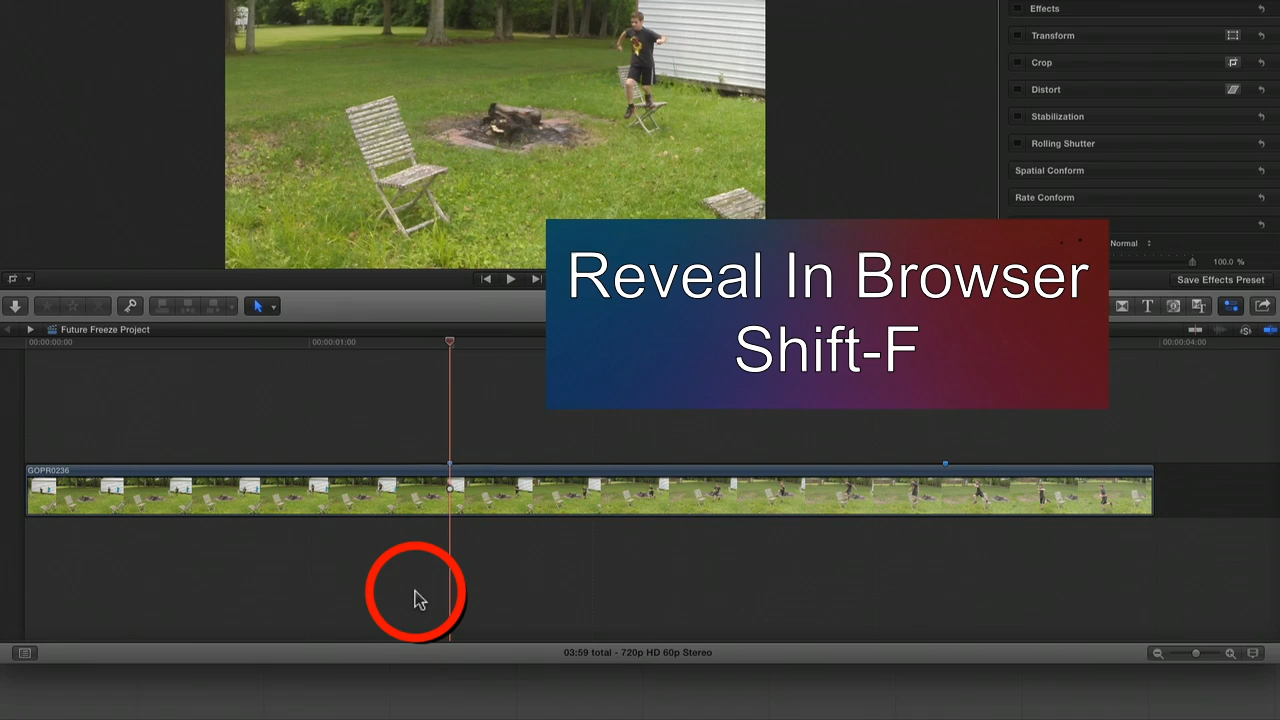 Effects
Transform
Crop
Distort
Stabilization
Rolling Shutter
Spatial Conform
Rate Conform
Normal
100.0 %
Save Effects Preset
Reveal In Browser
Shift-F
Future Freeze Project
00:00:00:00
00:00:01:00
00:00:04:00
GOPR0236
03:59 total - 720p HD 60p Stereo